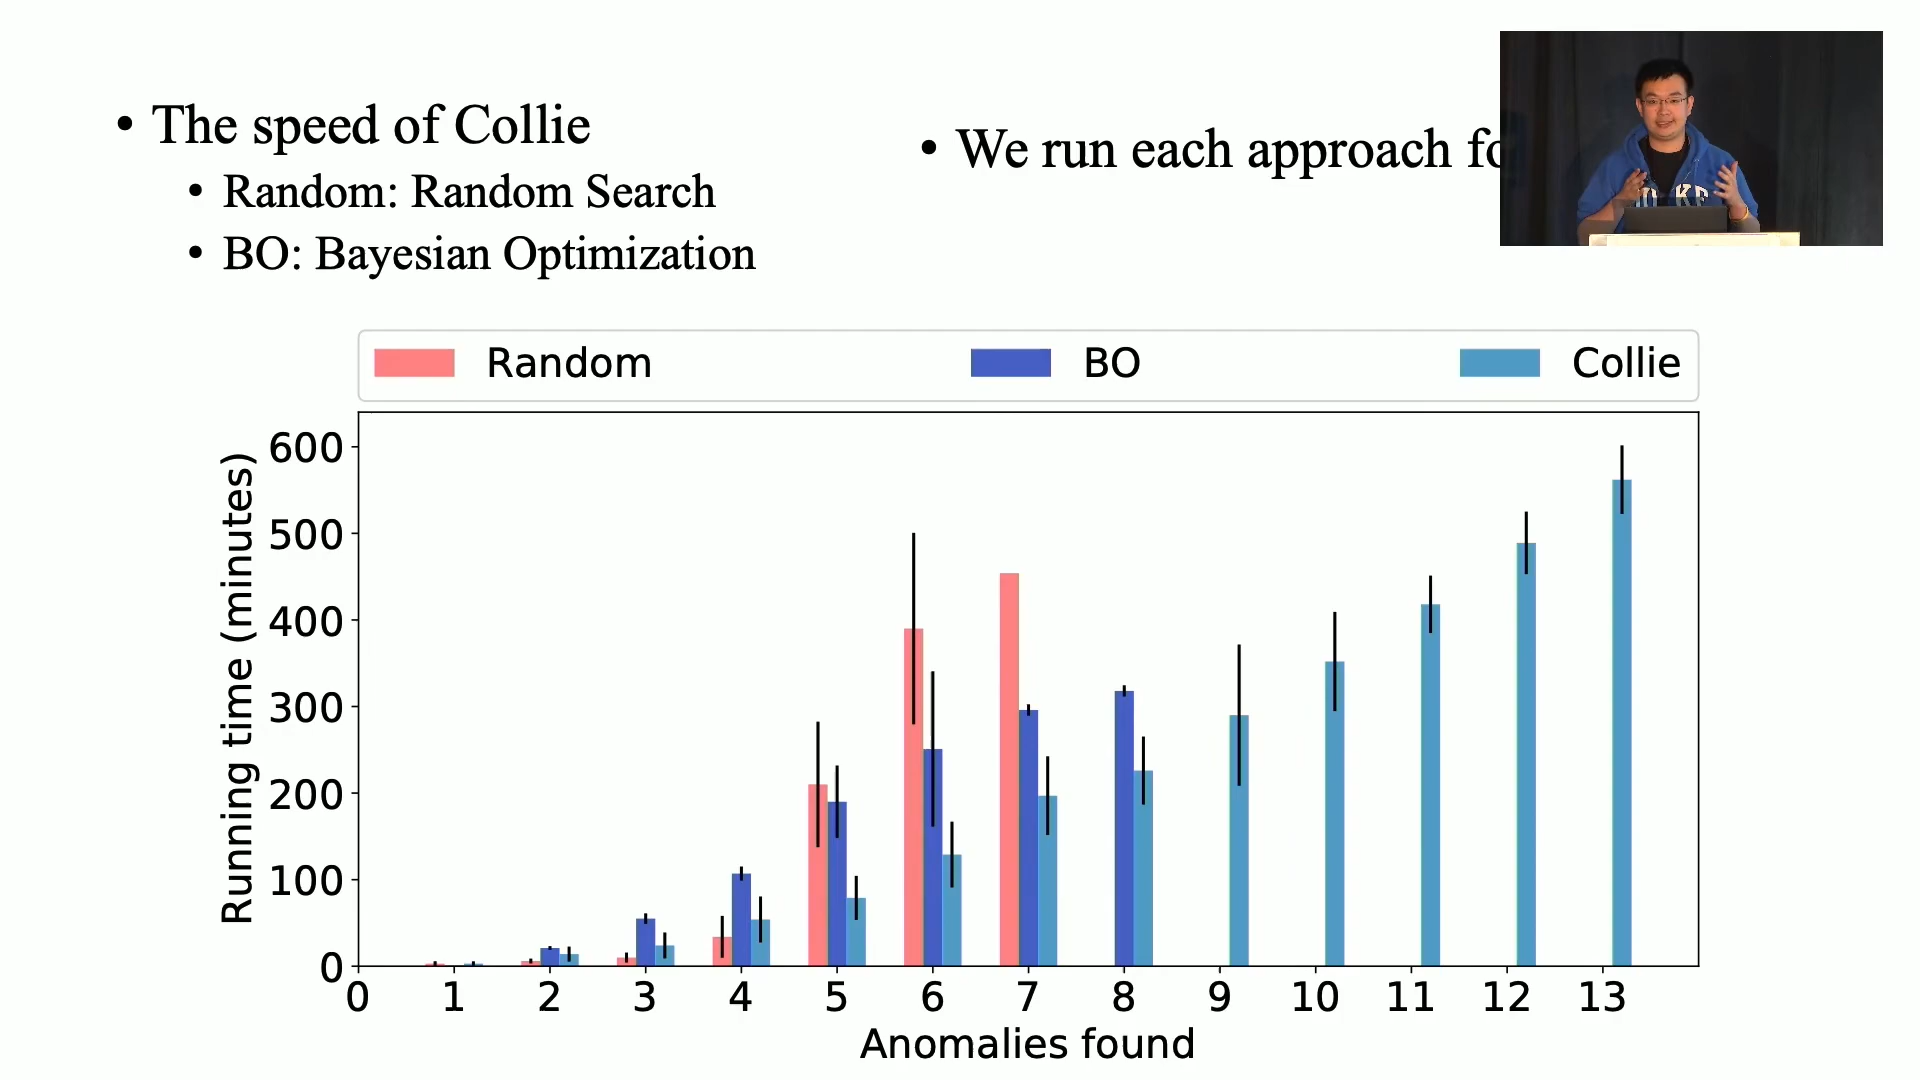 • The speed of Collie
• Random: Random Search
• BO: Bayesian Optimization
• We run each approach
Random BO Collie
Running time (minutes)
600
500
400
300
200
100
0
0 1 2 3 4 5 6 7 8 9 10 11 12 13
Anomalies found